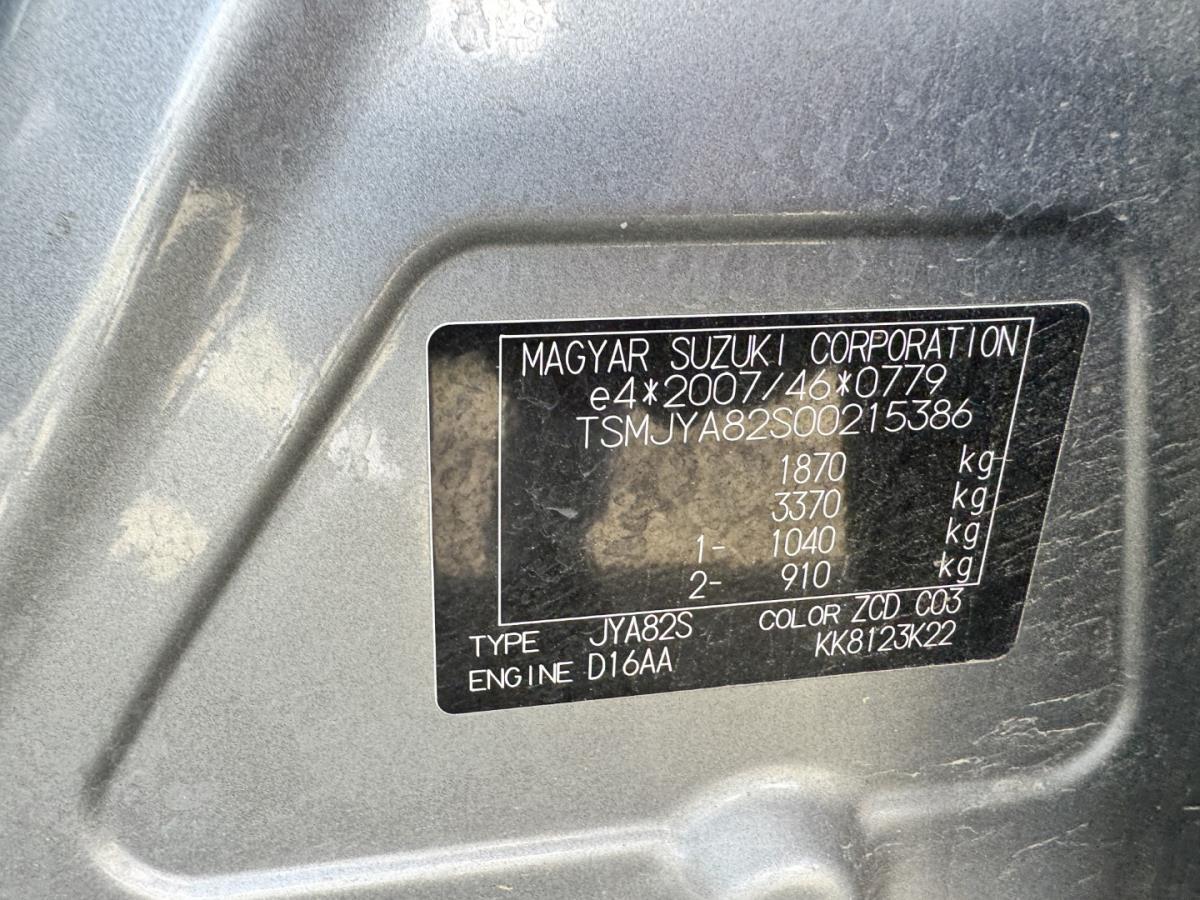 MAGYAR SUZUKI CORPORATION
e4*2007/46*0779
TSMJYA82S00215386
1870 kg
3370 kg
1- 1040 kg
2- 910 kg
TYPE JYA82S COLOR ZCD C03
ENGINE D16AA KK8123K22